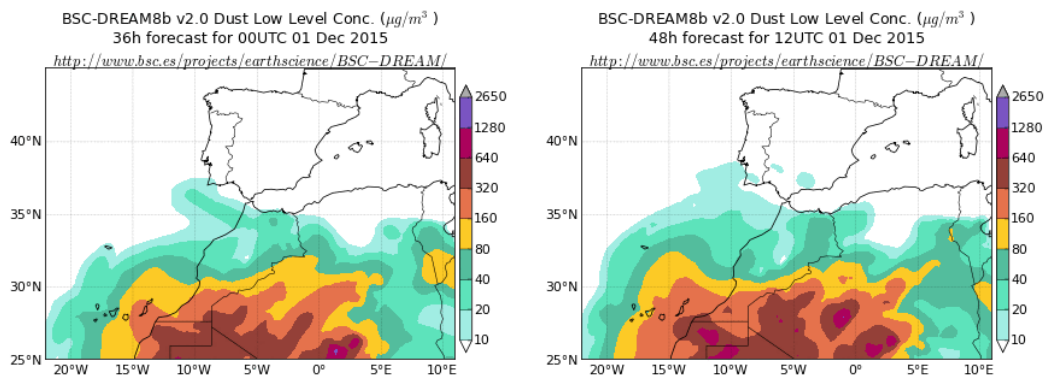 BSC-DREAM8b v2.0 Dust Low Level Conc. (μg/m³ )
36h forecast for 00UTC 01 Dec 2015
http://www.bsc.es/projects/earthscience/BSC−DREAM/
40°N
35°N
30°N
25°N
20°W 15°W 10°W 5°W 0° 5°E 10°E
2650
1280
640
320
160
80
40
20
10
BSC-DREAM8b v2.0 Dust Low Level Conc. (μg/m³ )
48h forecast for 12UTC 01 Dec 2015
http://www.bsc.es/projects/earthscience/BSC−DREAM/
40°N
35°N
30°N
25°N
20°W 15°W 10°W 5°W 0° 5°E 10°E
2650
1280
640
320
160
80
40
20
10